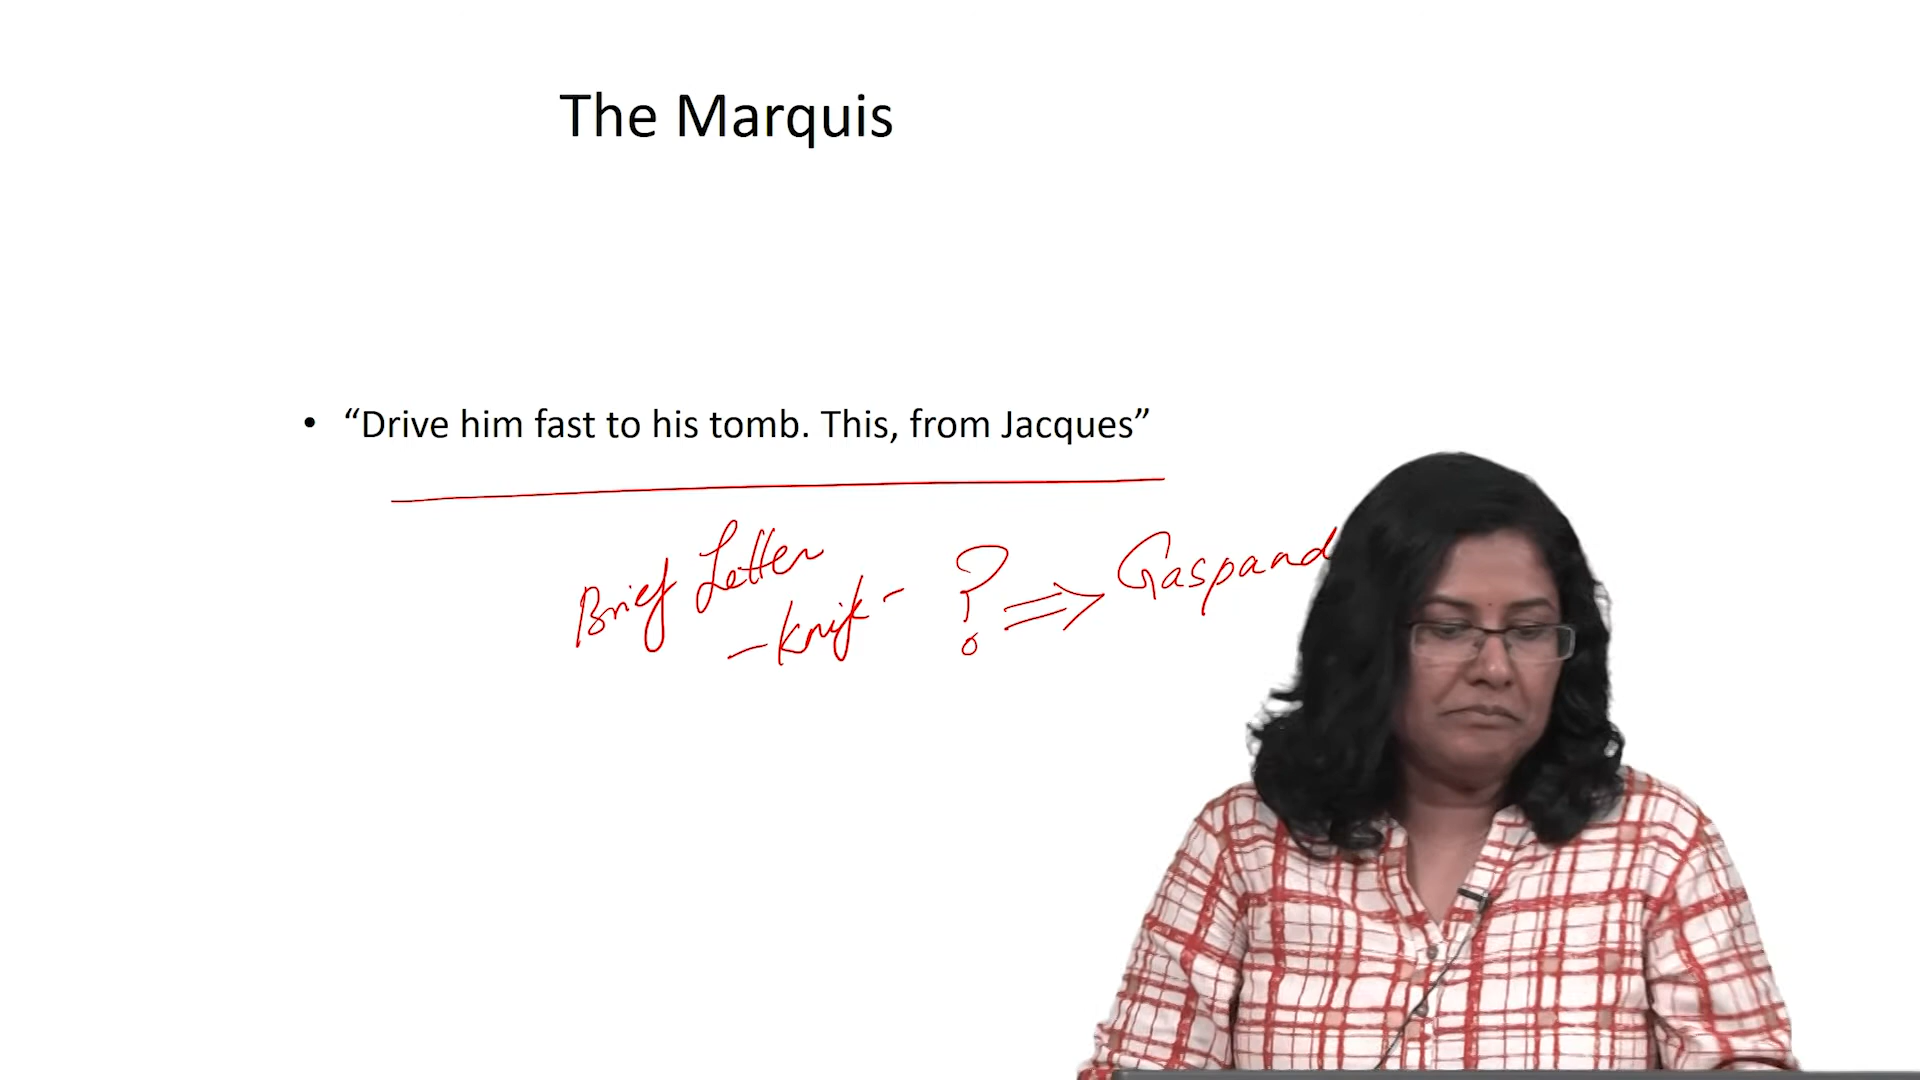 The Marquis
• “Drive him fast to his tomb. This, from Jacques”
Brief Letter
- Knife - ? ⇒ Gaspard